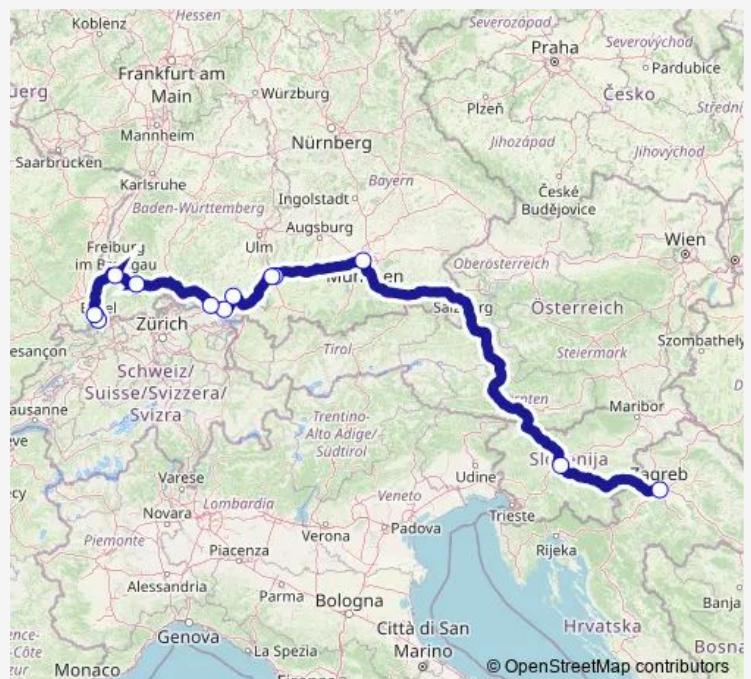 Koblenz
Hessen
Severozápad
Praha
Severovýchod
Pardubice
Česko
Frankfurt am
Main
Würzburg
Plzeň
Středni
Mannheim
Nürnberg
Jihozápad
Jihovýchod
Saarbrücken
Karlsruhe
Bayern
České
Budějovice
Ingolstadt
Baden-Württemberg
Augsburg
Freiburg
Ulm
Wien
Oberösterreich
Zürich
Österreich
Szombathely
Schweiz/
Suisse/Svizzera/
Svizra
Tirol
Steiermark
Maribor
Trentino-
Alto Adige/
Südtirol
Zagreb
Udine
Varese
Lombardia
Veneto
Trieste
Novara
Verona
Padova
Rijeka
Piemonte
Piacenza
Alessandria
Parma
Bologna
Genova
La Spezia
Città di San
Marino
Hrvatska
Monaco
© OpenStreetMap contributors